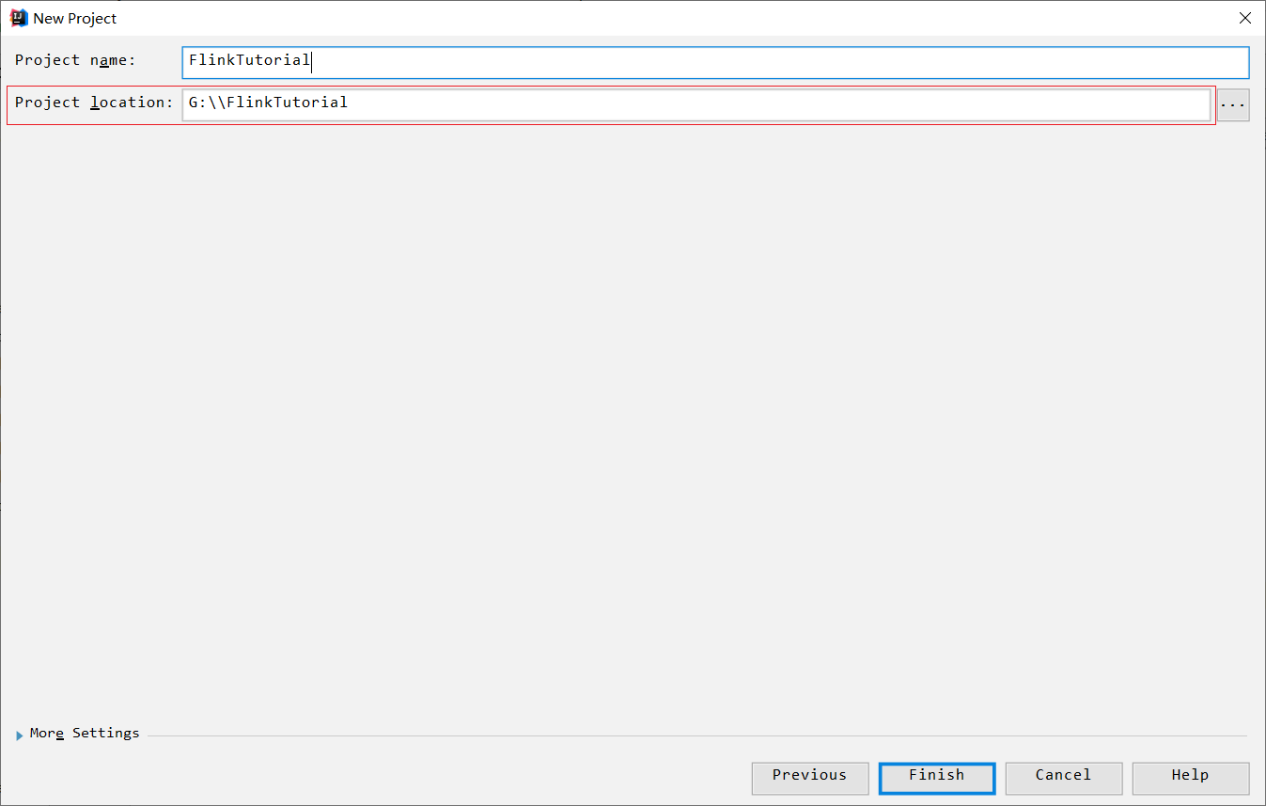 New Project
Project name: FlinkTutorial
Project location: G:\\FlinkTutorial ...
More Settings
Previous Finish Cancel Help